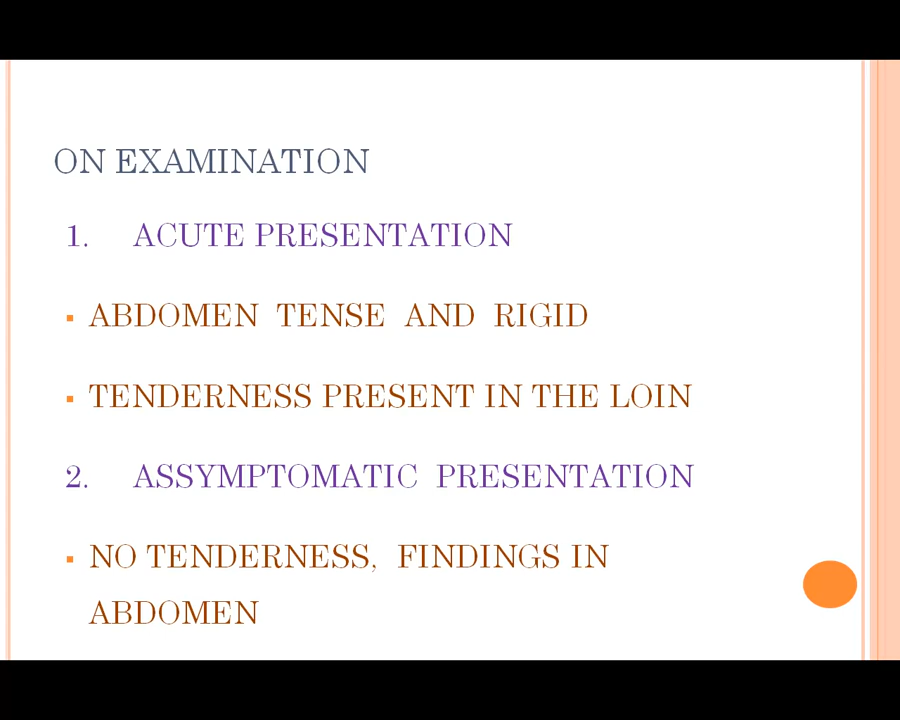 ON EXAMINATION
1. ACUTE PRESENTATION
▪ ABDOMEN TENSE AND RIGID
▪ TENDERNESS PRESENT IN THE LOIN
2. ASSYMPTOMATIC PRESENTATION
▪ NO TENDERNESS, FINDINGS IN
ABDOMEN